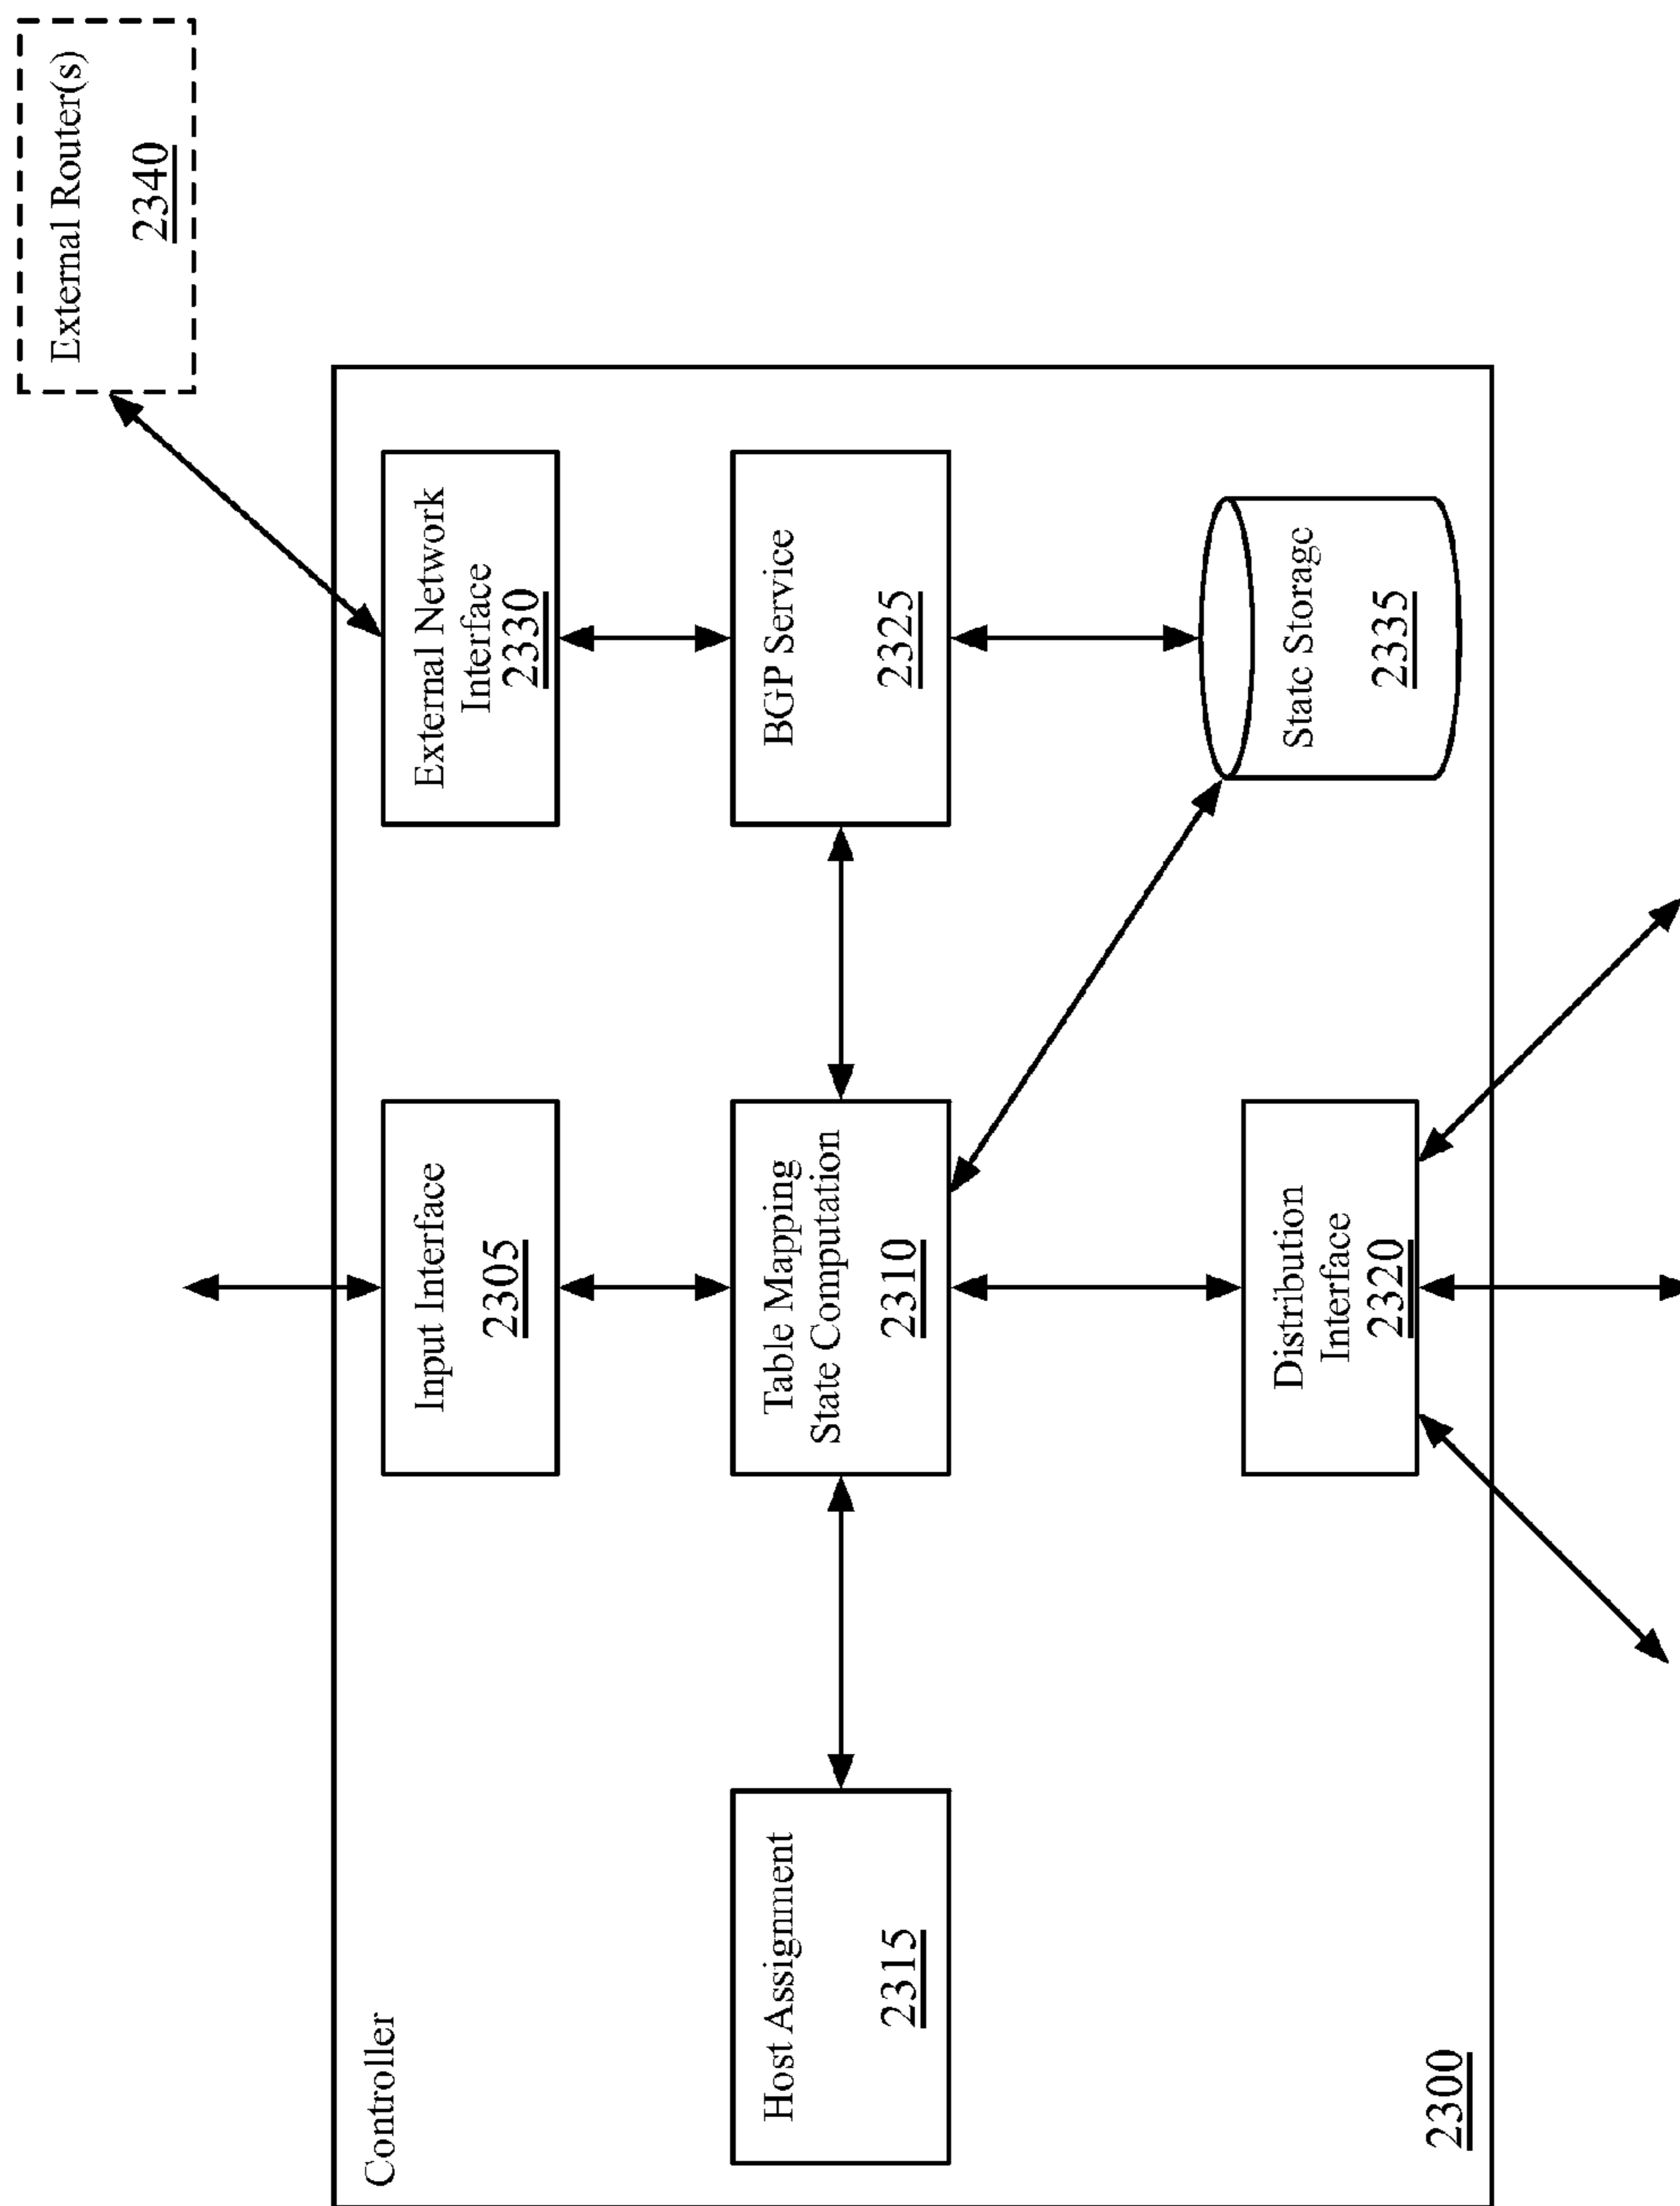 External Router(s)
2340
Controller
Input Interface
2305
External Network
Interface
2330
Host Assignment
2315
Table Mapping
State Computation
2310
BGP Service
2325
Distribution
Interface
2320
State Storage
2335
2300